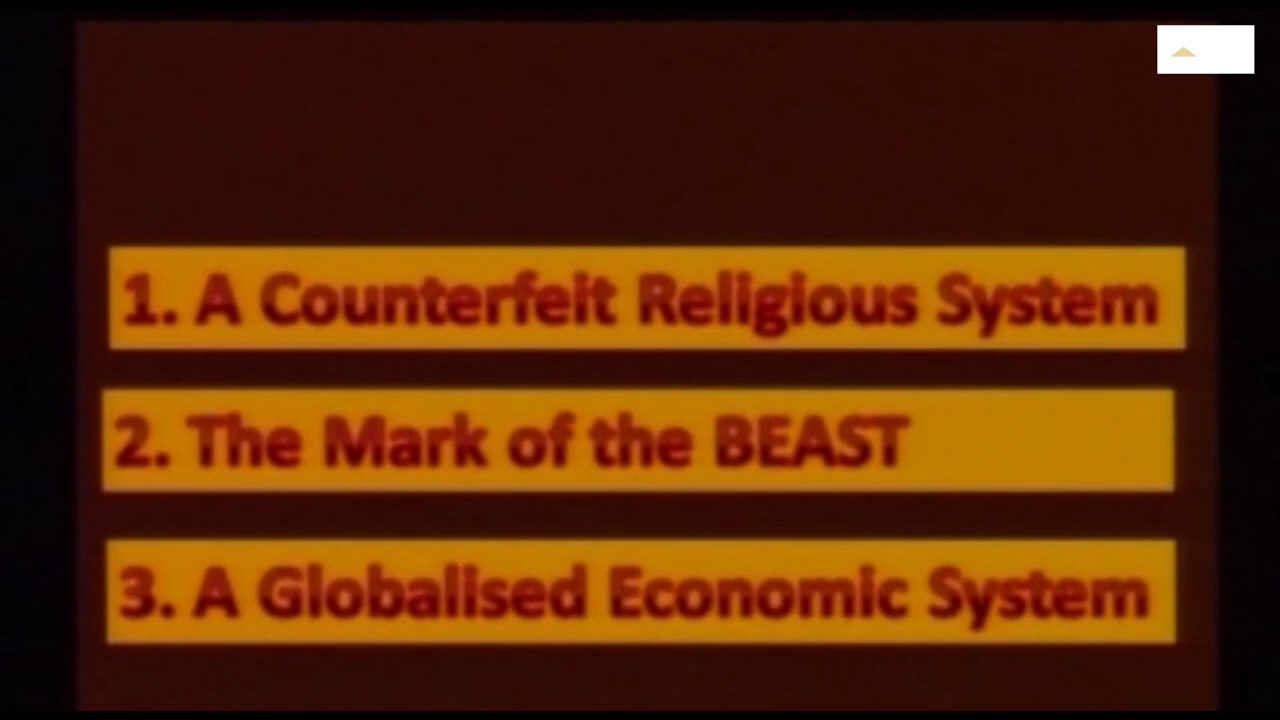 1. A Counterfeit Religious System
2. The Mark of the BEAST
3. A Globalised Economic System